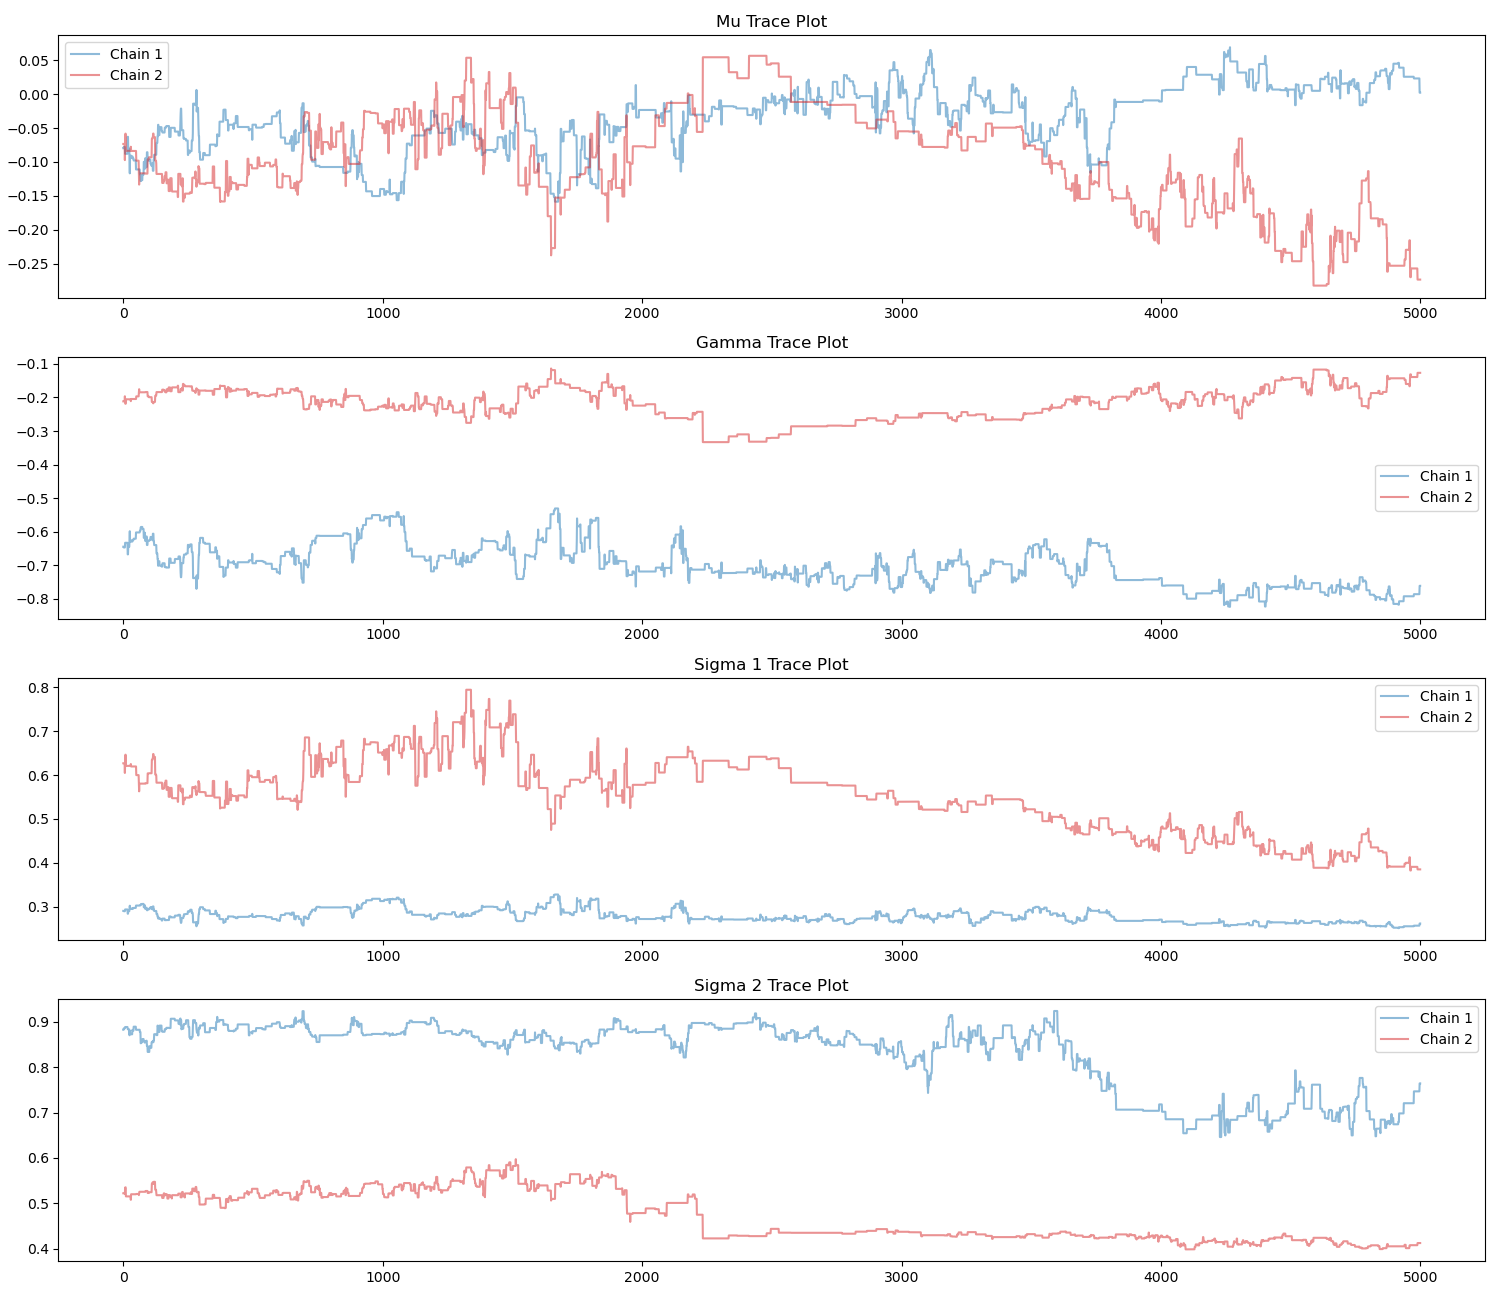 Mu Trace Plot
Chain 1
Chain 2
0.05
0.00
−0.05
−0.10
−0.15
−0.20
−0.25
0 1000 2000 3000 4000 5000
Gamma Trace Plot
−0.1
−0.2
−0.3
−0.4
−0.5
−0.6
−0.7
−0.8
Chain 1
Chain 2
0 1000 2000 3000 4000 5000
Sigma 1 Trace Plot
Chain 1
Chain 2
0.8
0.7
0.6
0.5
0.4
0.3
0 1000 2000 3000 4000 5000
Sigma 2 Trace Plot
Chain 1
Chain 2
0.9
0.8
0.7
0.6
0.5
0.4
0 1000 2000 3000 4000 5000